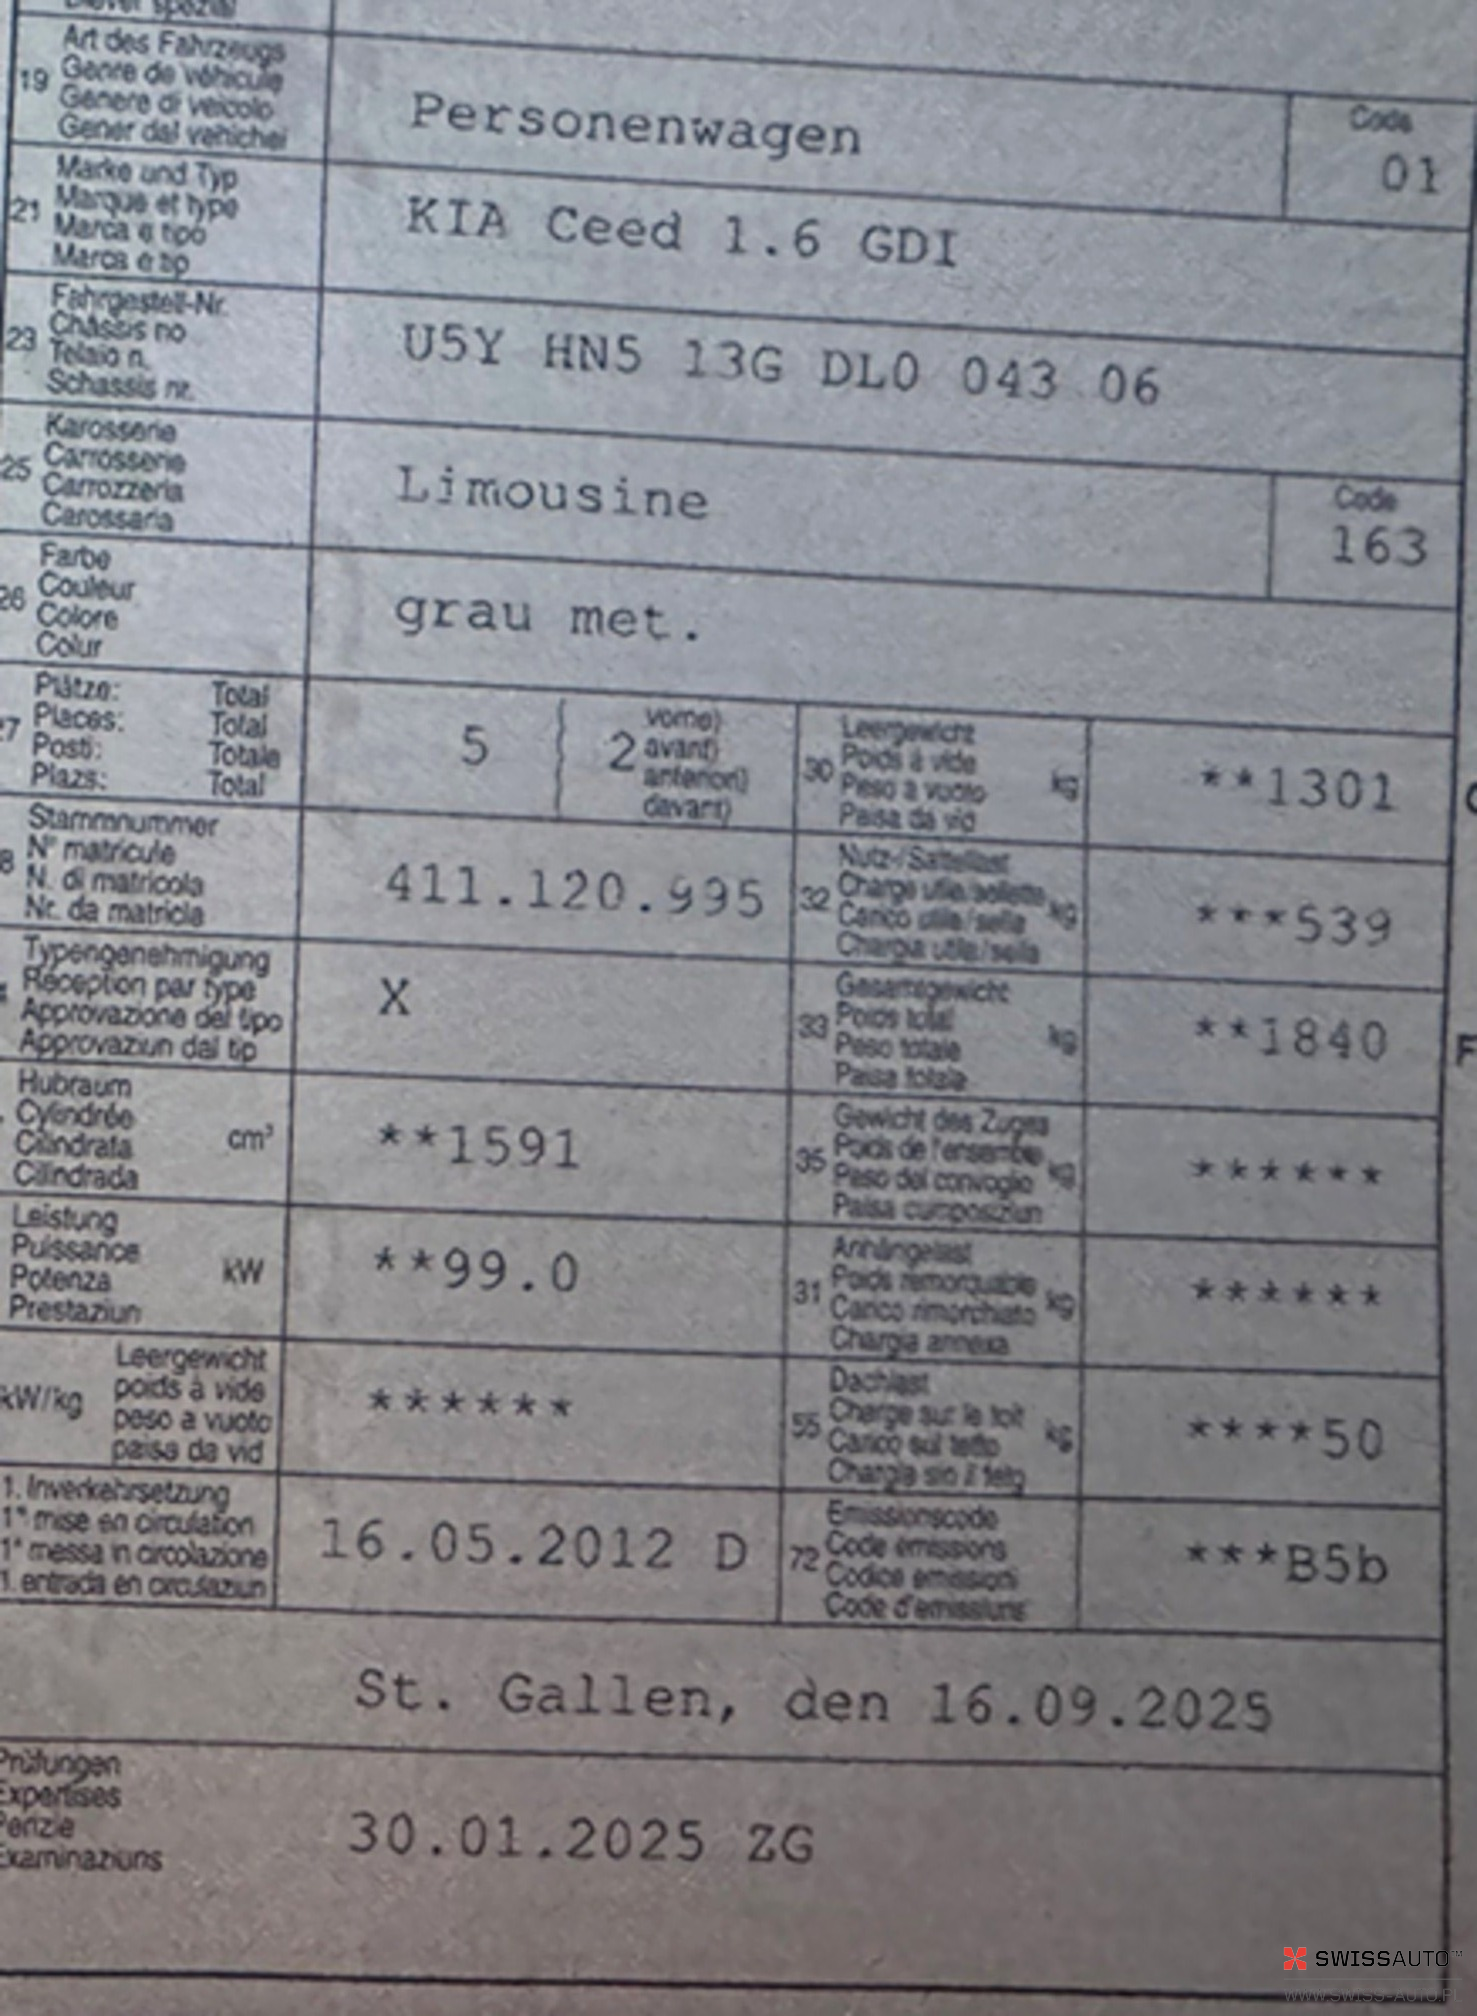 Art des Fahrzeugs
Genre de véhicule
19
Genere di veicolo
Gener dal vehichel
Personenwagen
Code
01
Marke und Typ
21 Marque et type
Marca e tipo
Marca e tip
KIA Ceed 1.6 GDI
Fahrgestell-Nr.
23 Châssis no
Telaio n.
Schassis nr.
U5Y HN5 13G DL0 043 06
Karosserie
25 Carrosserie
Carrozzeria
Carossaria
Limousine
Code
163
Farbe
26 Couleur
Colore
Colur
grau met.
Plätze: Total
Places: Total
Posti: Totale
Plazs: Total
5
2
vorne)
avant)
anteriori)
davant)
30
Leergewicht
Poids à vide
Peso a vuoto
Paisa da vid
kg
**1301
Stammnummer
N° matricule
N. di matricola
Nr. da matricla
411.120.995
32
Nutz-/Sattellast
Charge utile/sellette
Carico utile/sella
Chargia utile/sella
kg
***539
Typengenehmigung
Réception par type
Approvazione del tipo
Approvaziun dal tip
X
33
Gesamtgewicht
Poids total
Peso totale
Paisa totala
kg
**1840
Hubraum
Cylindrée
Cilindrata
Cilindrada
cm³
**1591
35
Gewicht des Zuges
Poids de l'ensemble
Peso del convoglio
Paisa cumposiziun
kg
******
Leistung
Puissance
Potenza
Prestaziun
kW
**99.0
31
Anhängelast
Poids remorquable
Carico rimorchiato
Chargia annexa
kg
******
kW/kg
Leergewicht
poids à vide
peso a vuoto
paisa da vid
******
55
Dachlast
Charge sur le toit
Carico sul tetto
Chargia sin il tetg
kg
****50
1. Inverkehrsetzung
1re mise en circulation
1a messa in circolazione
1. entrada en circulaziun
16.05.2012 D
72
Emissionscode
Code émissions
Codice emissioni
Code d'emissiuns
***B5b
St. Gallen, den 16.09.2025
Prüfungen
Expertises
Perizie
Examinaziuns
30.01.2025 ZG
SWISSAUTO™
WWW.SWISS-AUTO.PL